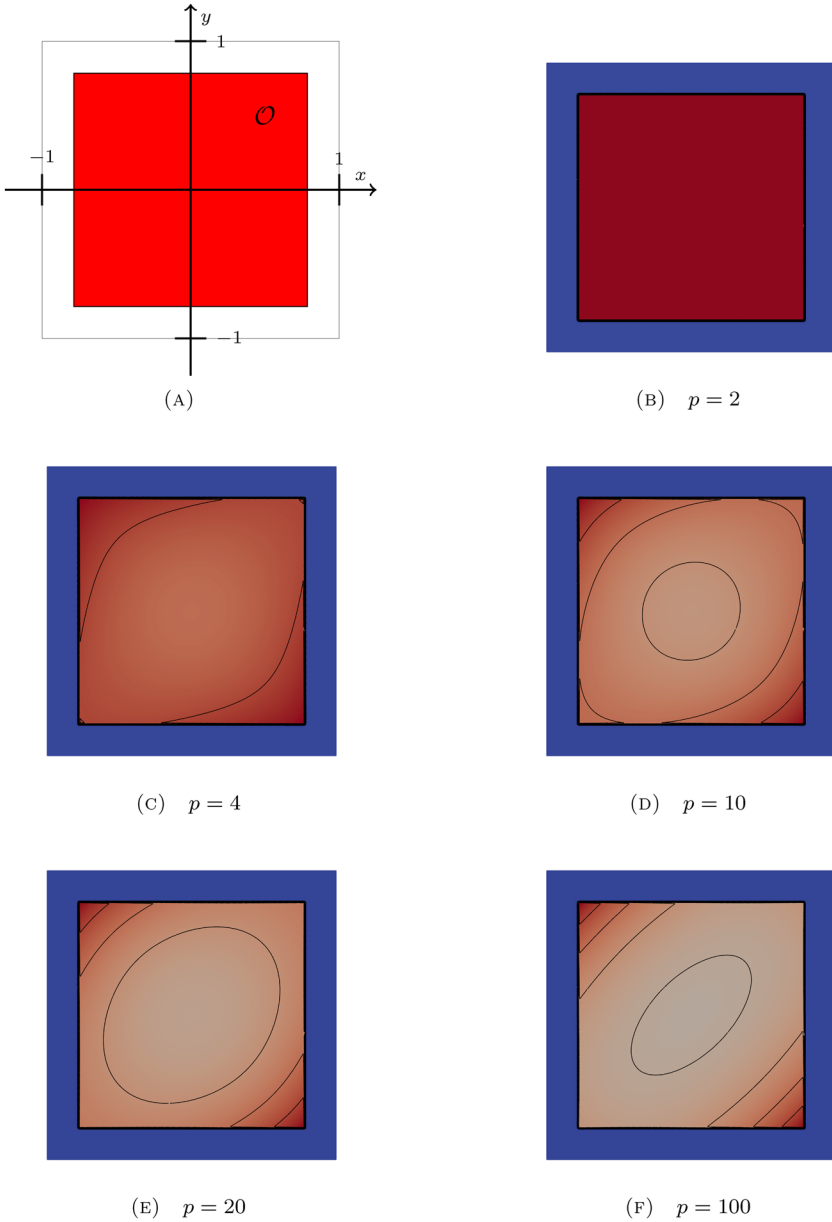 y
1
𝒪
−1
1
x
−1
(A)
(B) p = 2
(C) p = 4
(D) p = 10
(E) p = 20
(F) p = 100